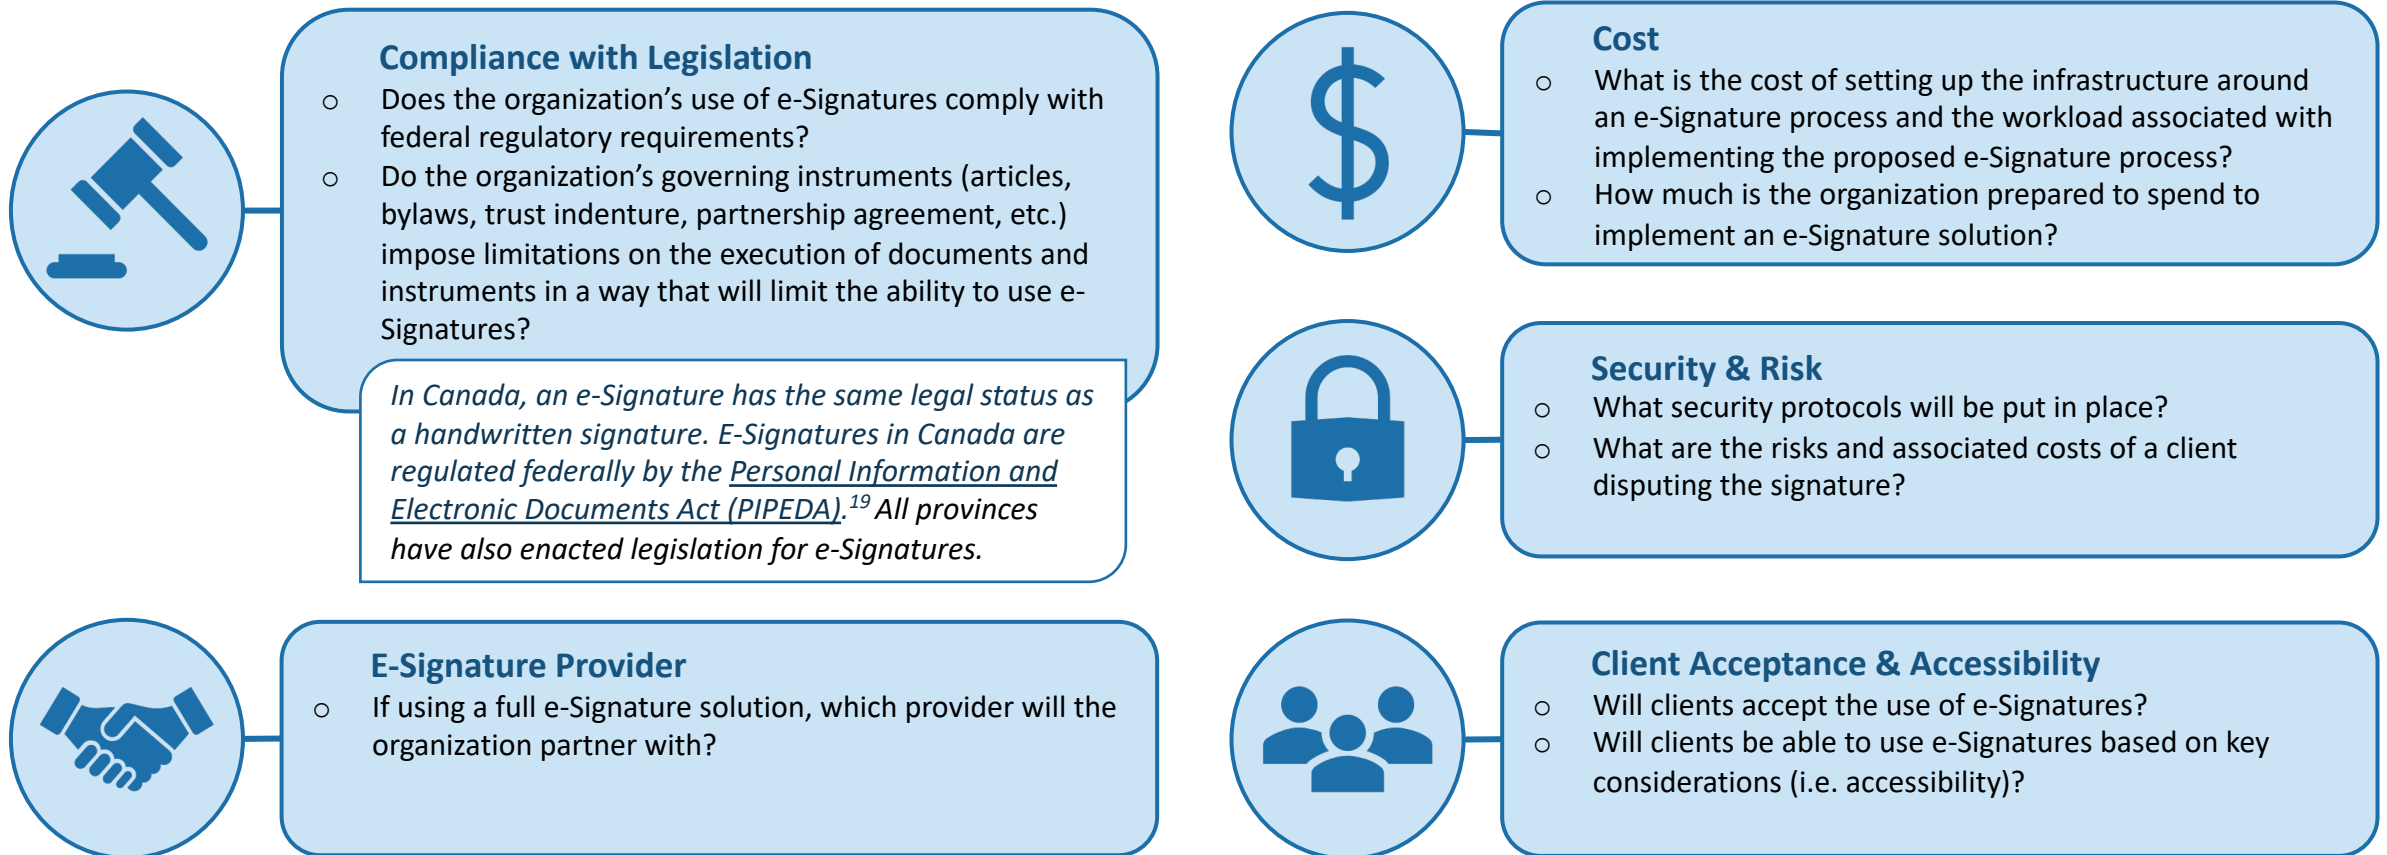 Compliance with Legislation
○ Does the organization’s use of e-Signatures comply with
federal regulatory requirements?
○ Do the organization’s governing instruments (articles,
bylaws, trust indenture, partnership agreement, etc.)
impose limitations on the execution of documents and
instruments in a way that will limit the ability to use e-
Signatures?
In Canada, an e-Signature has the same legal status as
a handwritten signature. E-Signatures in Canada are
regulated federally by the Personal Information and
Electronic Documents Act (PIPEDA).19 All provinces
have also enacted legislation for e-Signatures.
E-Signature Provider
○ If using a full e-Signature solution, which provider will the
organization partner with?
Cost
○ What is the cost of setting up the infrastructure around
an e-Signature process and the workload associated with
implementing the proposed e-Signature process?
○ How much is the organization prepared to spend to
implement an e-Signature solution?
Security & Risk
○ What security protocols will be put in place?
○ What are the risks and associated costs of a client
disputing the signature?
Client Acceptance & Accessibility
○ Will clients accept the use of e-Signatures?
○ Will clients be able to use e-Signatures based on key
considerations (i.e. accessibility)?